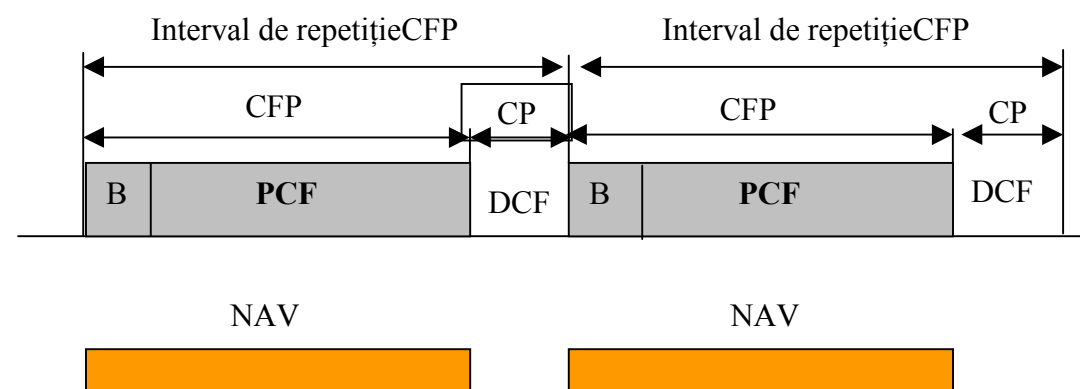 Interval de repetițieCFP Interval de repetițieCFP
CFP CP CFP CP
B PCF DCF B PCF DCF
NAV NAV